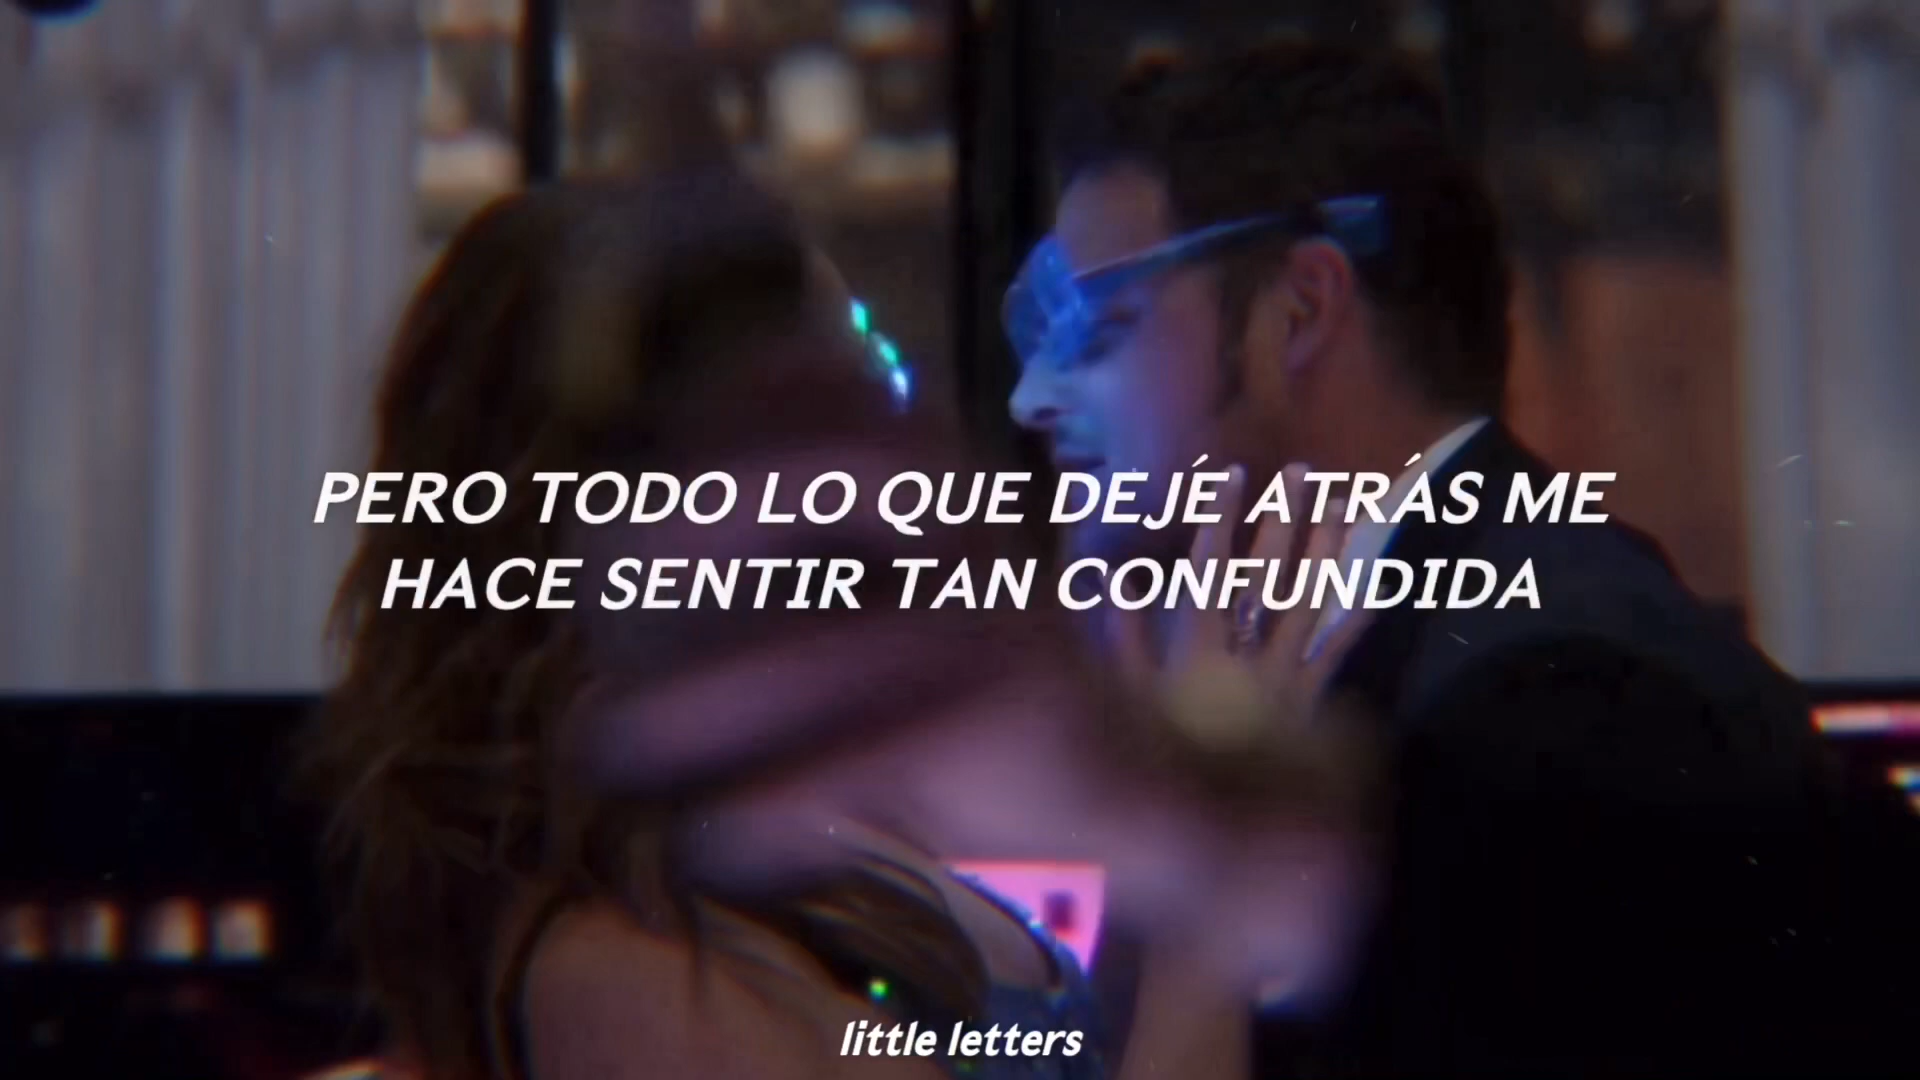 PERO TODO LO QUE DEJÉ ATRÁS ME
HACE SENTIR TAN CONFUNDIDA
little letters